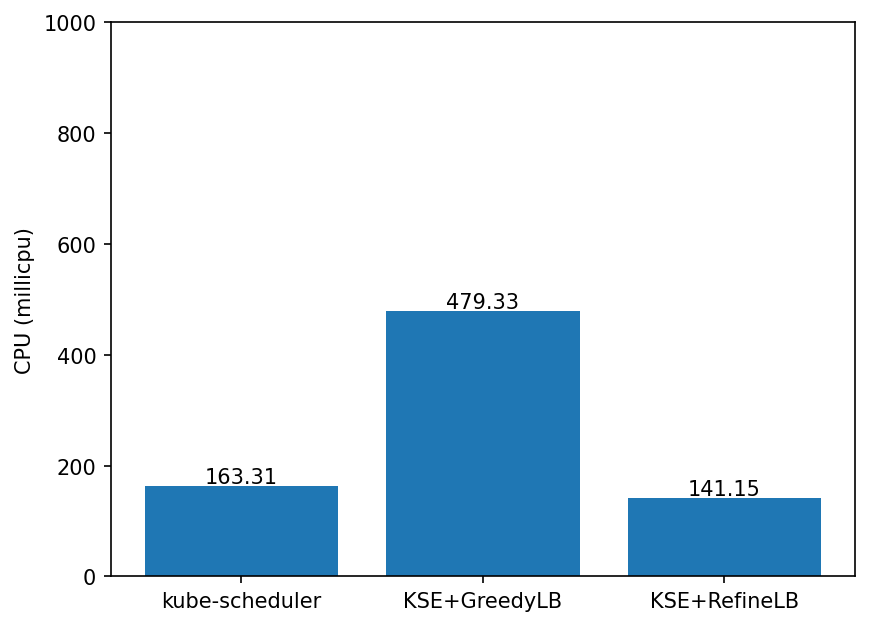 1000
800
600
400
200
0
CPU (millicpu)
163.31
479.33
141.15
kube-scheduler
KSE+GreedyLB
KSE+RefineLB